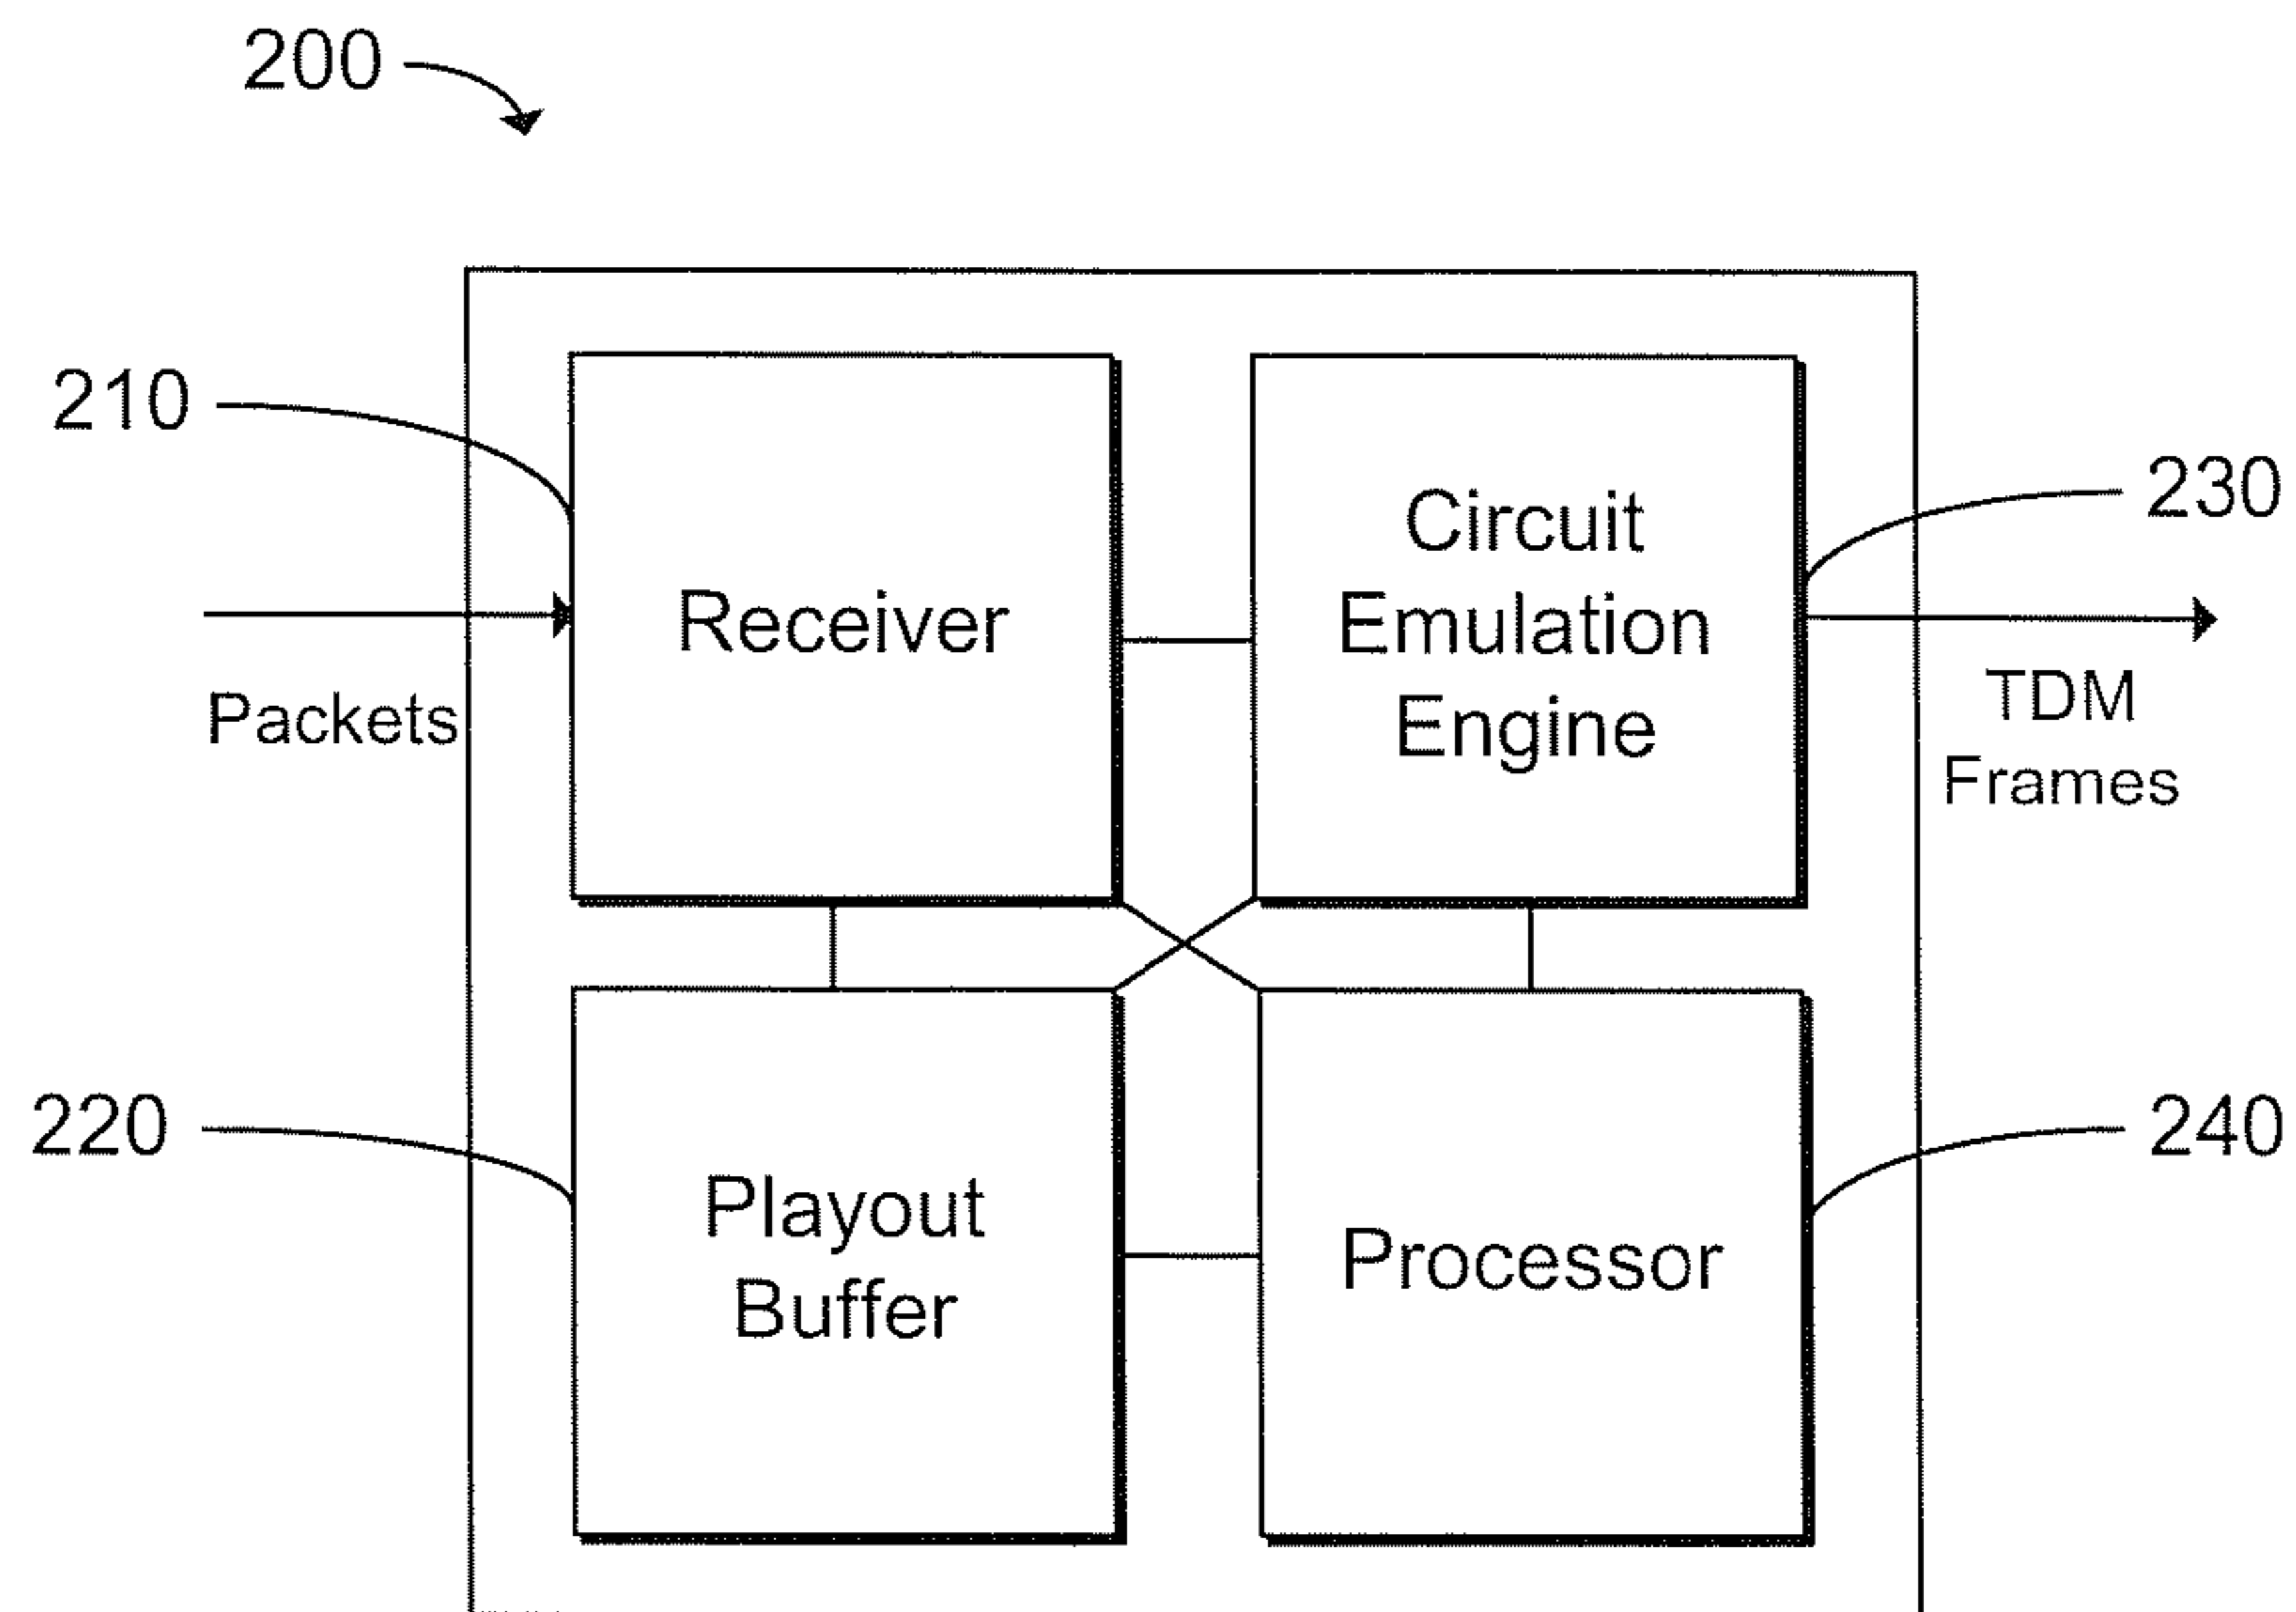 200
210
Receiver
Circuit
Emulation
Engine
230
Packets
TDM
Frames
220
Playout
Buffer
Processor
240